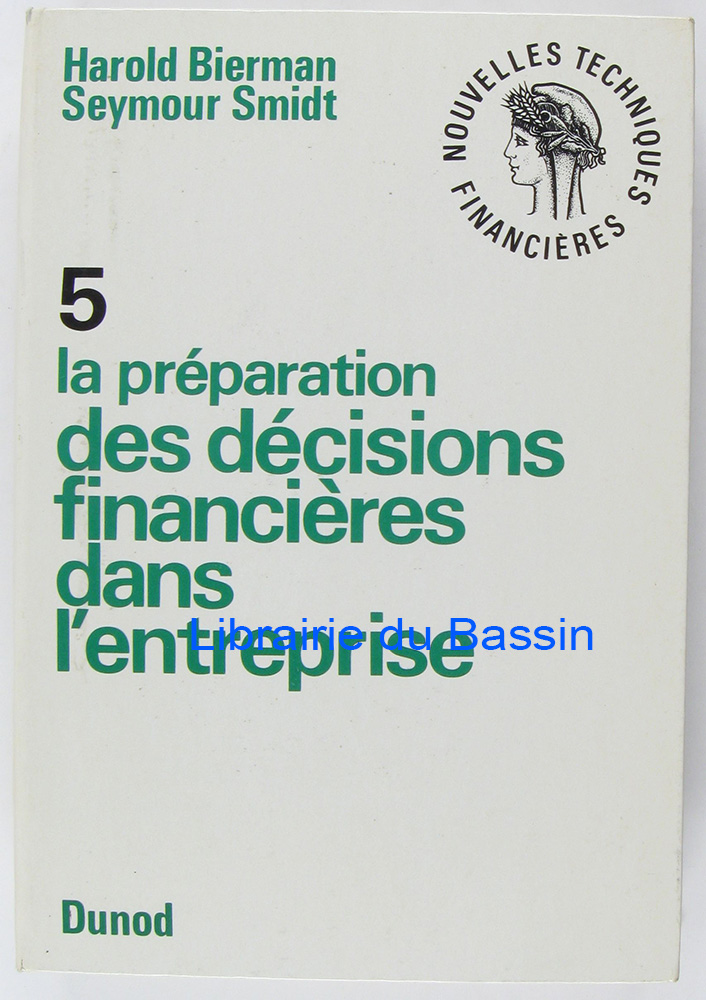 Harold Bierman
Seymour Smidt
NOUVELLES TECHNIQUES
FINANCIÈRES
5
la préparation
des décisions
financières
dans
l'entreprise
Librairie du Bassin
Dunod